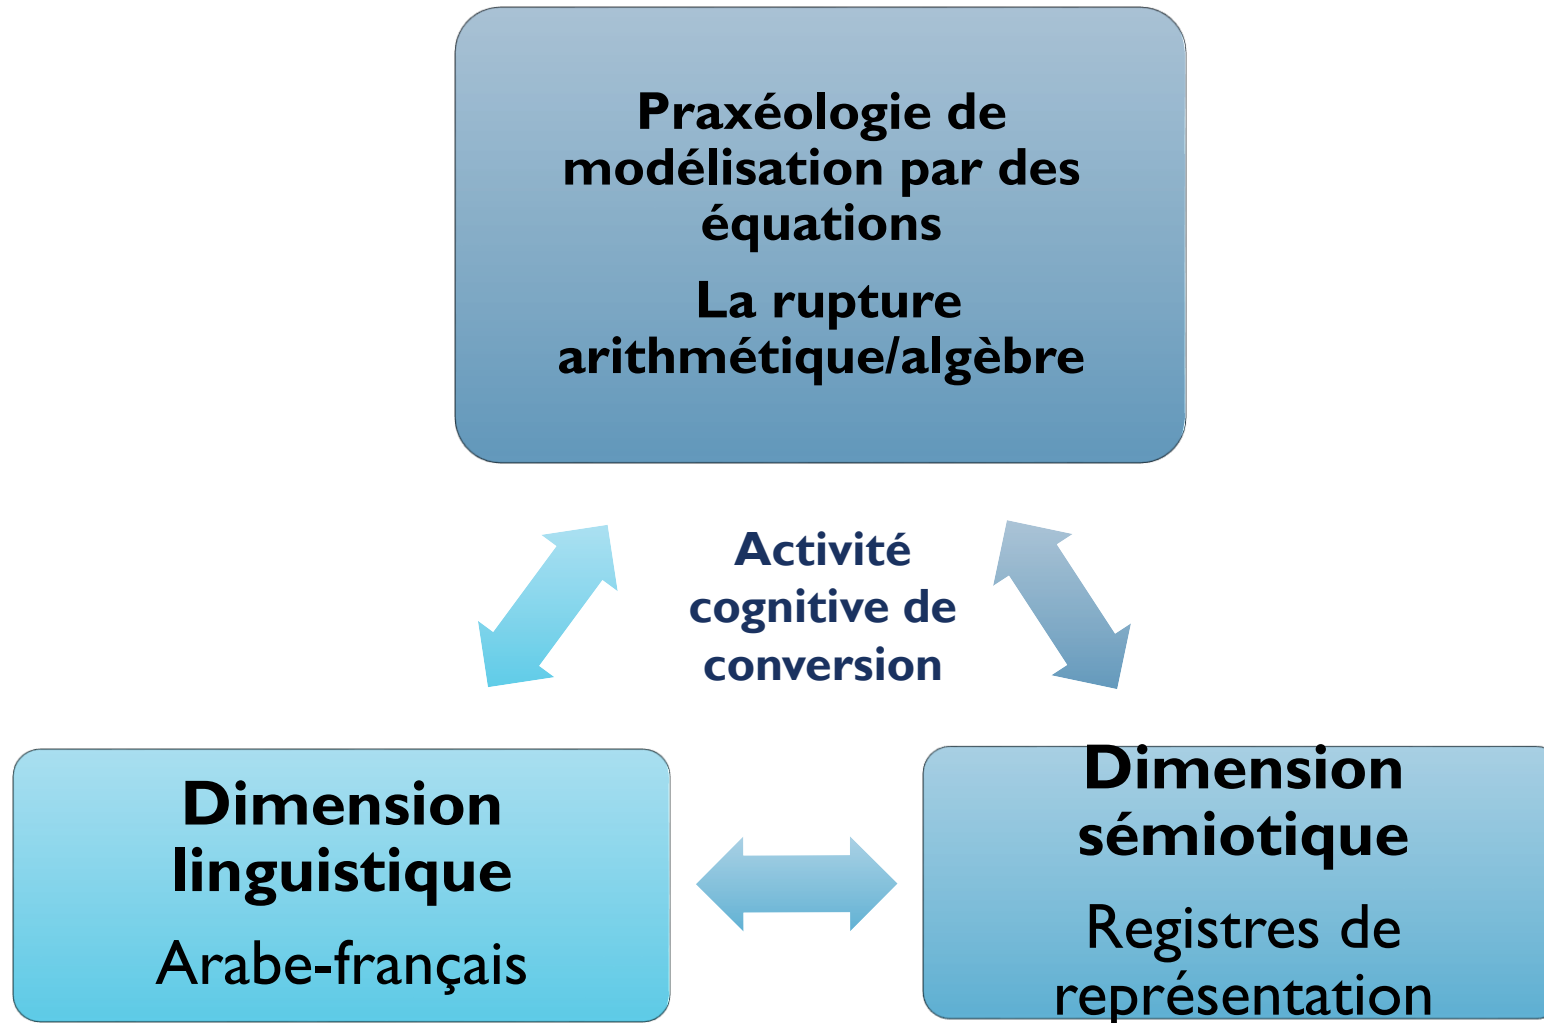 Praxéologie de
modélisation par des
équations
La rupture
arithmétique/algèbre
Activité
cognitive de
conversion
Dimension
linguistique
Arabe-français
Dimension
sémiotique
Registres de
représentation